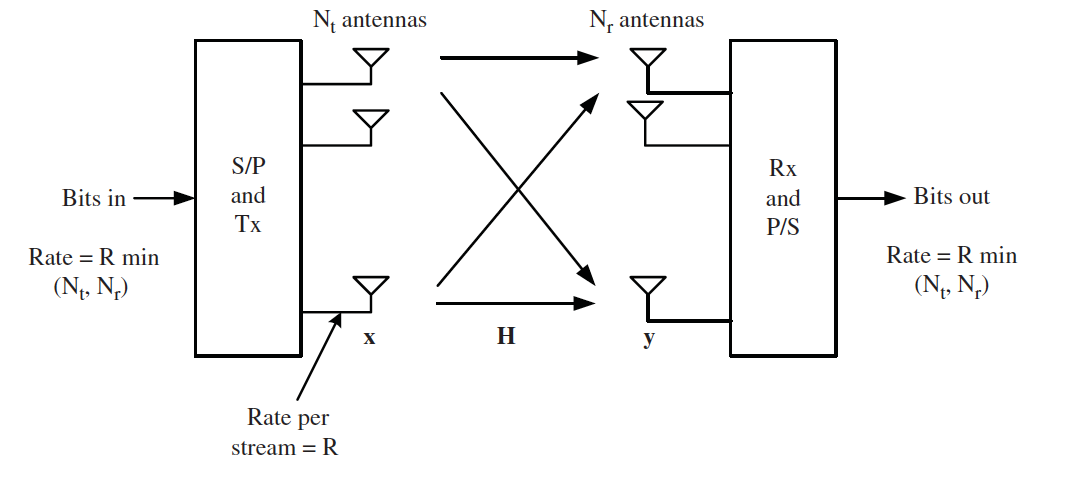 N_t antennas
N_r antennas
S/P
and
Tx
Rx
and
P/S
Bits in
Bits out
Rate = R min
(N_t, N_r)
Rate = R min
(N_t, N_r)
x
H
y
Rate per
stream = R